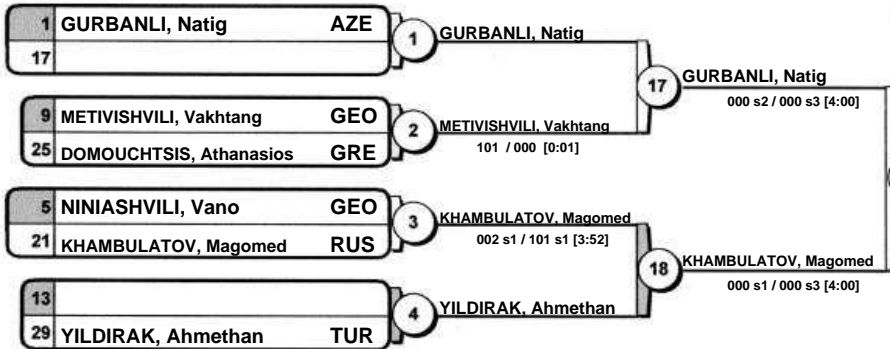 1 GURBANLI, Natig AZE
17
1
GURBANLI, Natig
9 METIVISHVILI, Vakhtang GEO
25 DOMOUCHTSIS, Athanasios GRE
2
METIVISHVILI, Vakhtang
101 / 000 [0:01]
17
GURBANLI, Natig
000 s2 / 000 s3 [4:00]
5 NINIASHVILI, Vano GEO
21 KHAMBULATOV, Magomed RUS
3
KHAMBULATOV, Magomed
002 s1 / 101 s1 [3:52]
13
29 YILDIRAK, Ahmethan TUR
4
YILDIRAK, Ahmethan
18
KHAMBULATOV, Magomed
000 s1 / 000 s3 [4:00]